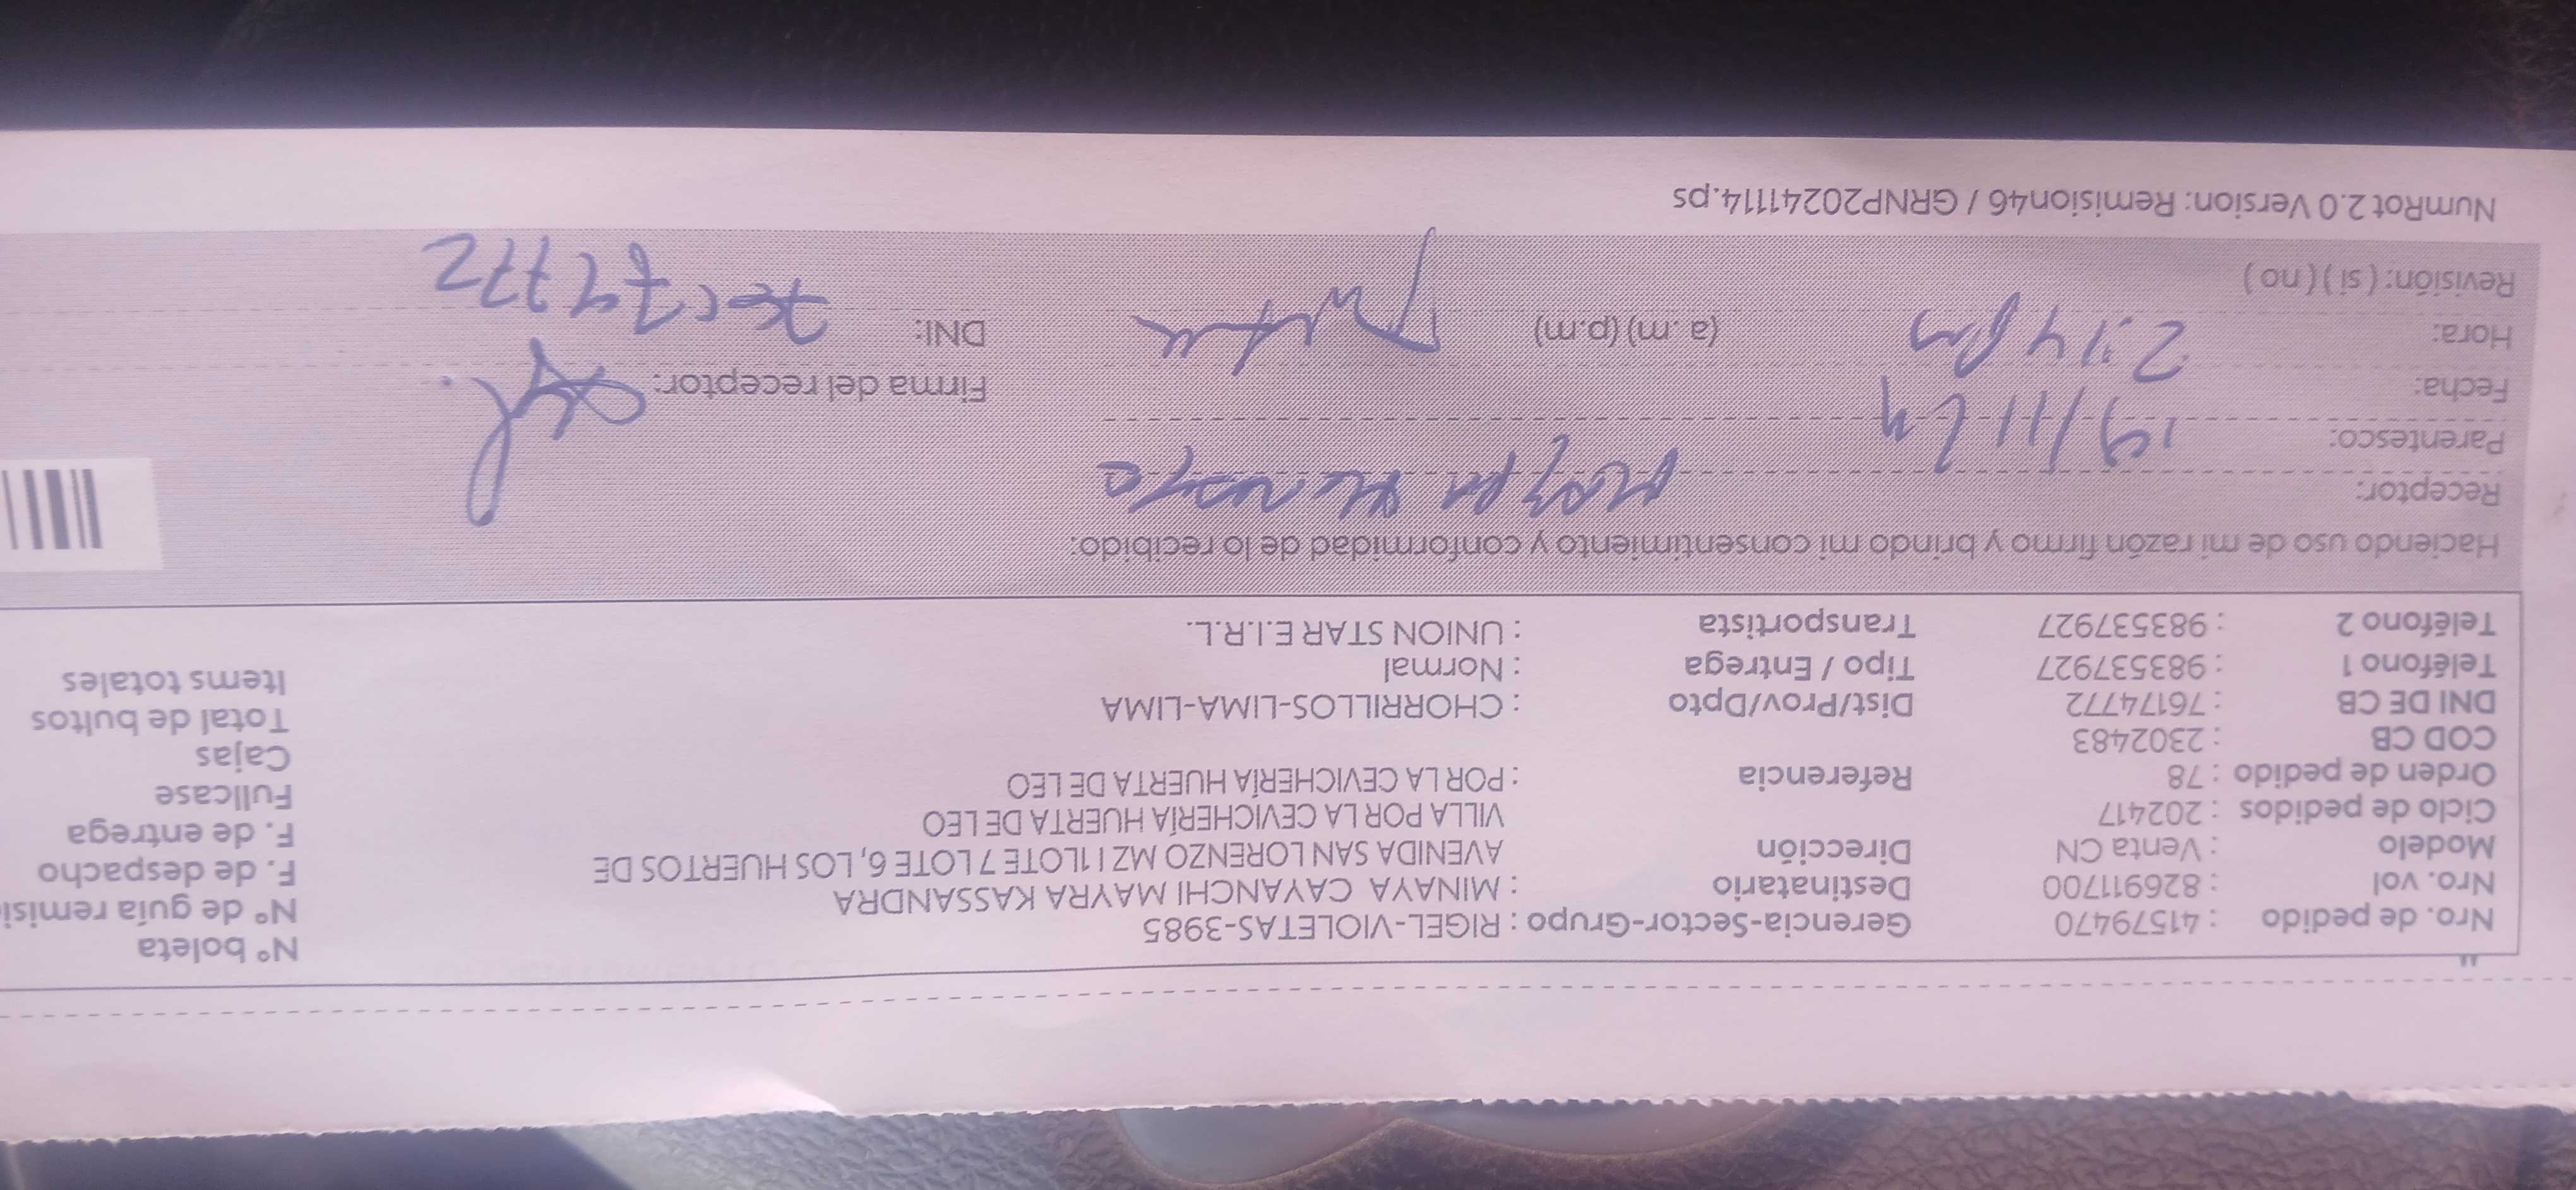 Nro. de pedido : 41579470 Gerencia-Sector-Grupo : RIGEL-VIOLETAS-3985 N° boleta
Nro. vol : 826911700 Destinatario : MINAYA CAYANCHI MAYRA KASSANDRA N° de guía remisi
Modelo : Venta CN Dirección AVENIDA SAN LORENZO MZ I 1LOTE 7 LOTE 6, LOS HUERTOS DE F. de despacho
Ciclo de pedidos : 202417 VILLA POR LA CEVICHERÍA HUERTA DE LEO F. de entrega
Orden de pedido : 78 Referencia : POR LA CEVICHERÍA HUERTA DE LEO Fullcase
COD CB : 2302483 Cajas
DNI DE CB : 76174772 Dist/Prov/Dpto : CHORRILLOS-LIMA-LIMA Total de bultos
Teléfono 1 : 983537927 Tipo / Entrega : Normal Items totales
Teléfono 2 : 983537927 Transportista : UNION STAR E.I.R.L.
Haciendo uso de mi razón firmo y brindo mi consentimiento y conformidad de lo recibido:
Receptor:
Parentesco:
Fecha: 19/11/24 Firma del receptor:
Hora: 2:14 pm (a .m) (p.m) DNI:
Revisión: ( si ) ( no )
NumRot 2.0 Version: Remision46 / GRNP20241114.ps